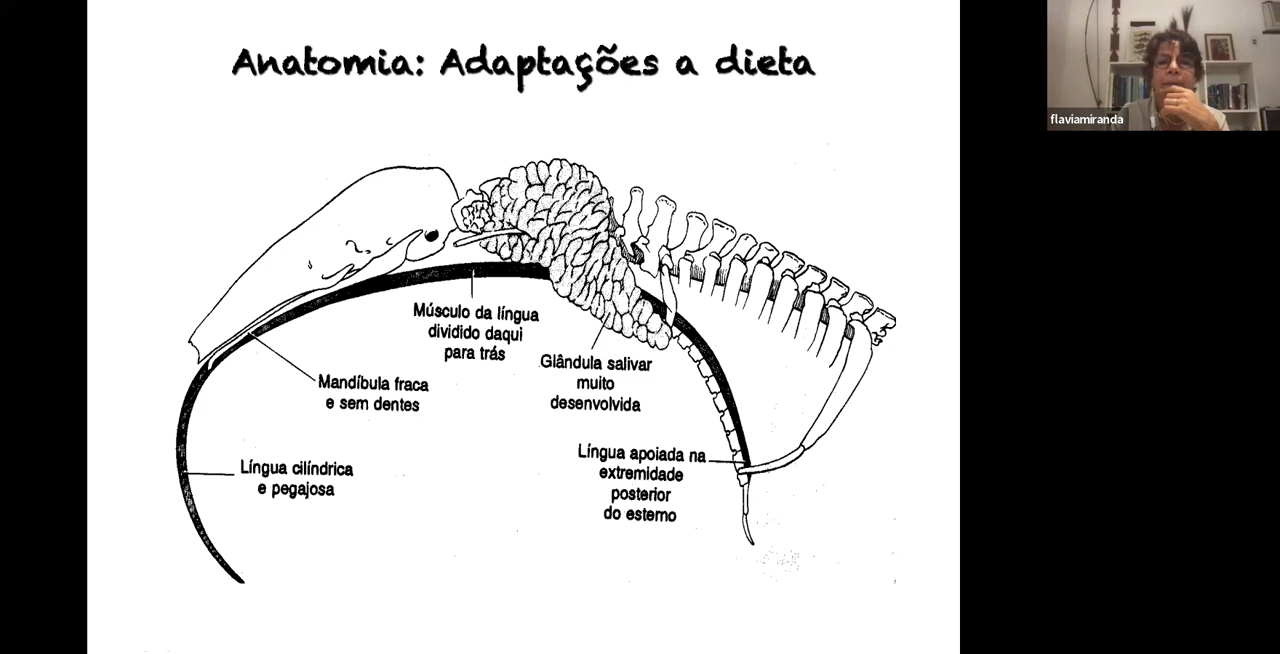 Anatomia: Adaptações a dieta
flaviamiranda
Músculo da língua
dividido daqui
para trás
Glândula salivar
muito
desenvolvida
Mandíbula fraca
e sem dentes
Língua apoiada na
extremidade
posterior
do esterno
Língua cilíndrica
e pegajosa